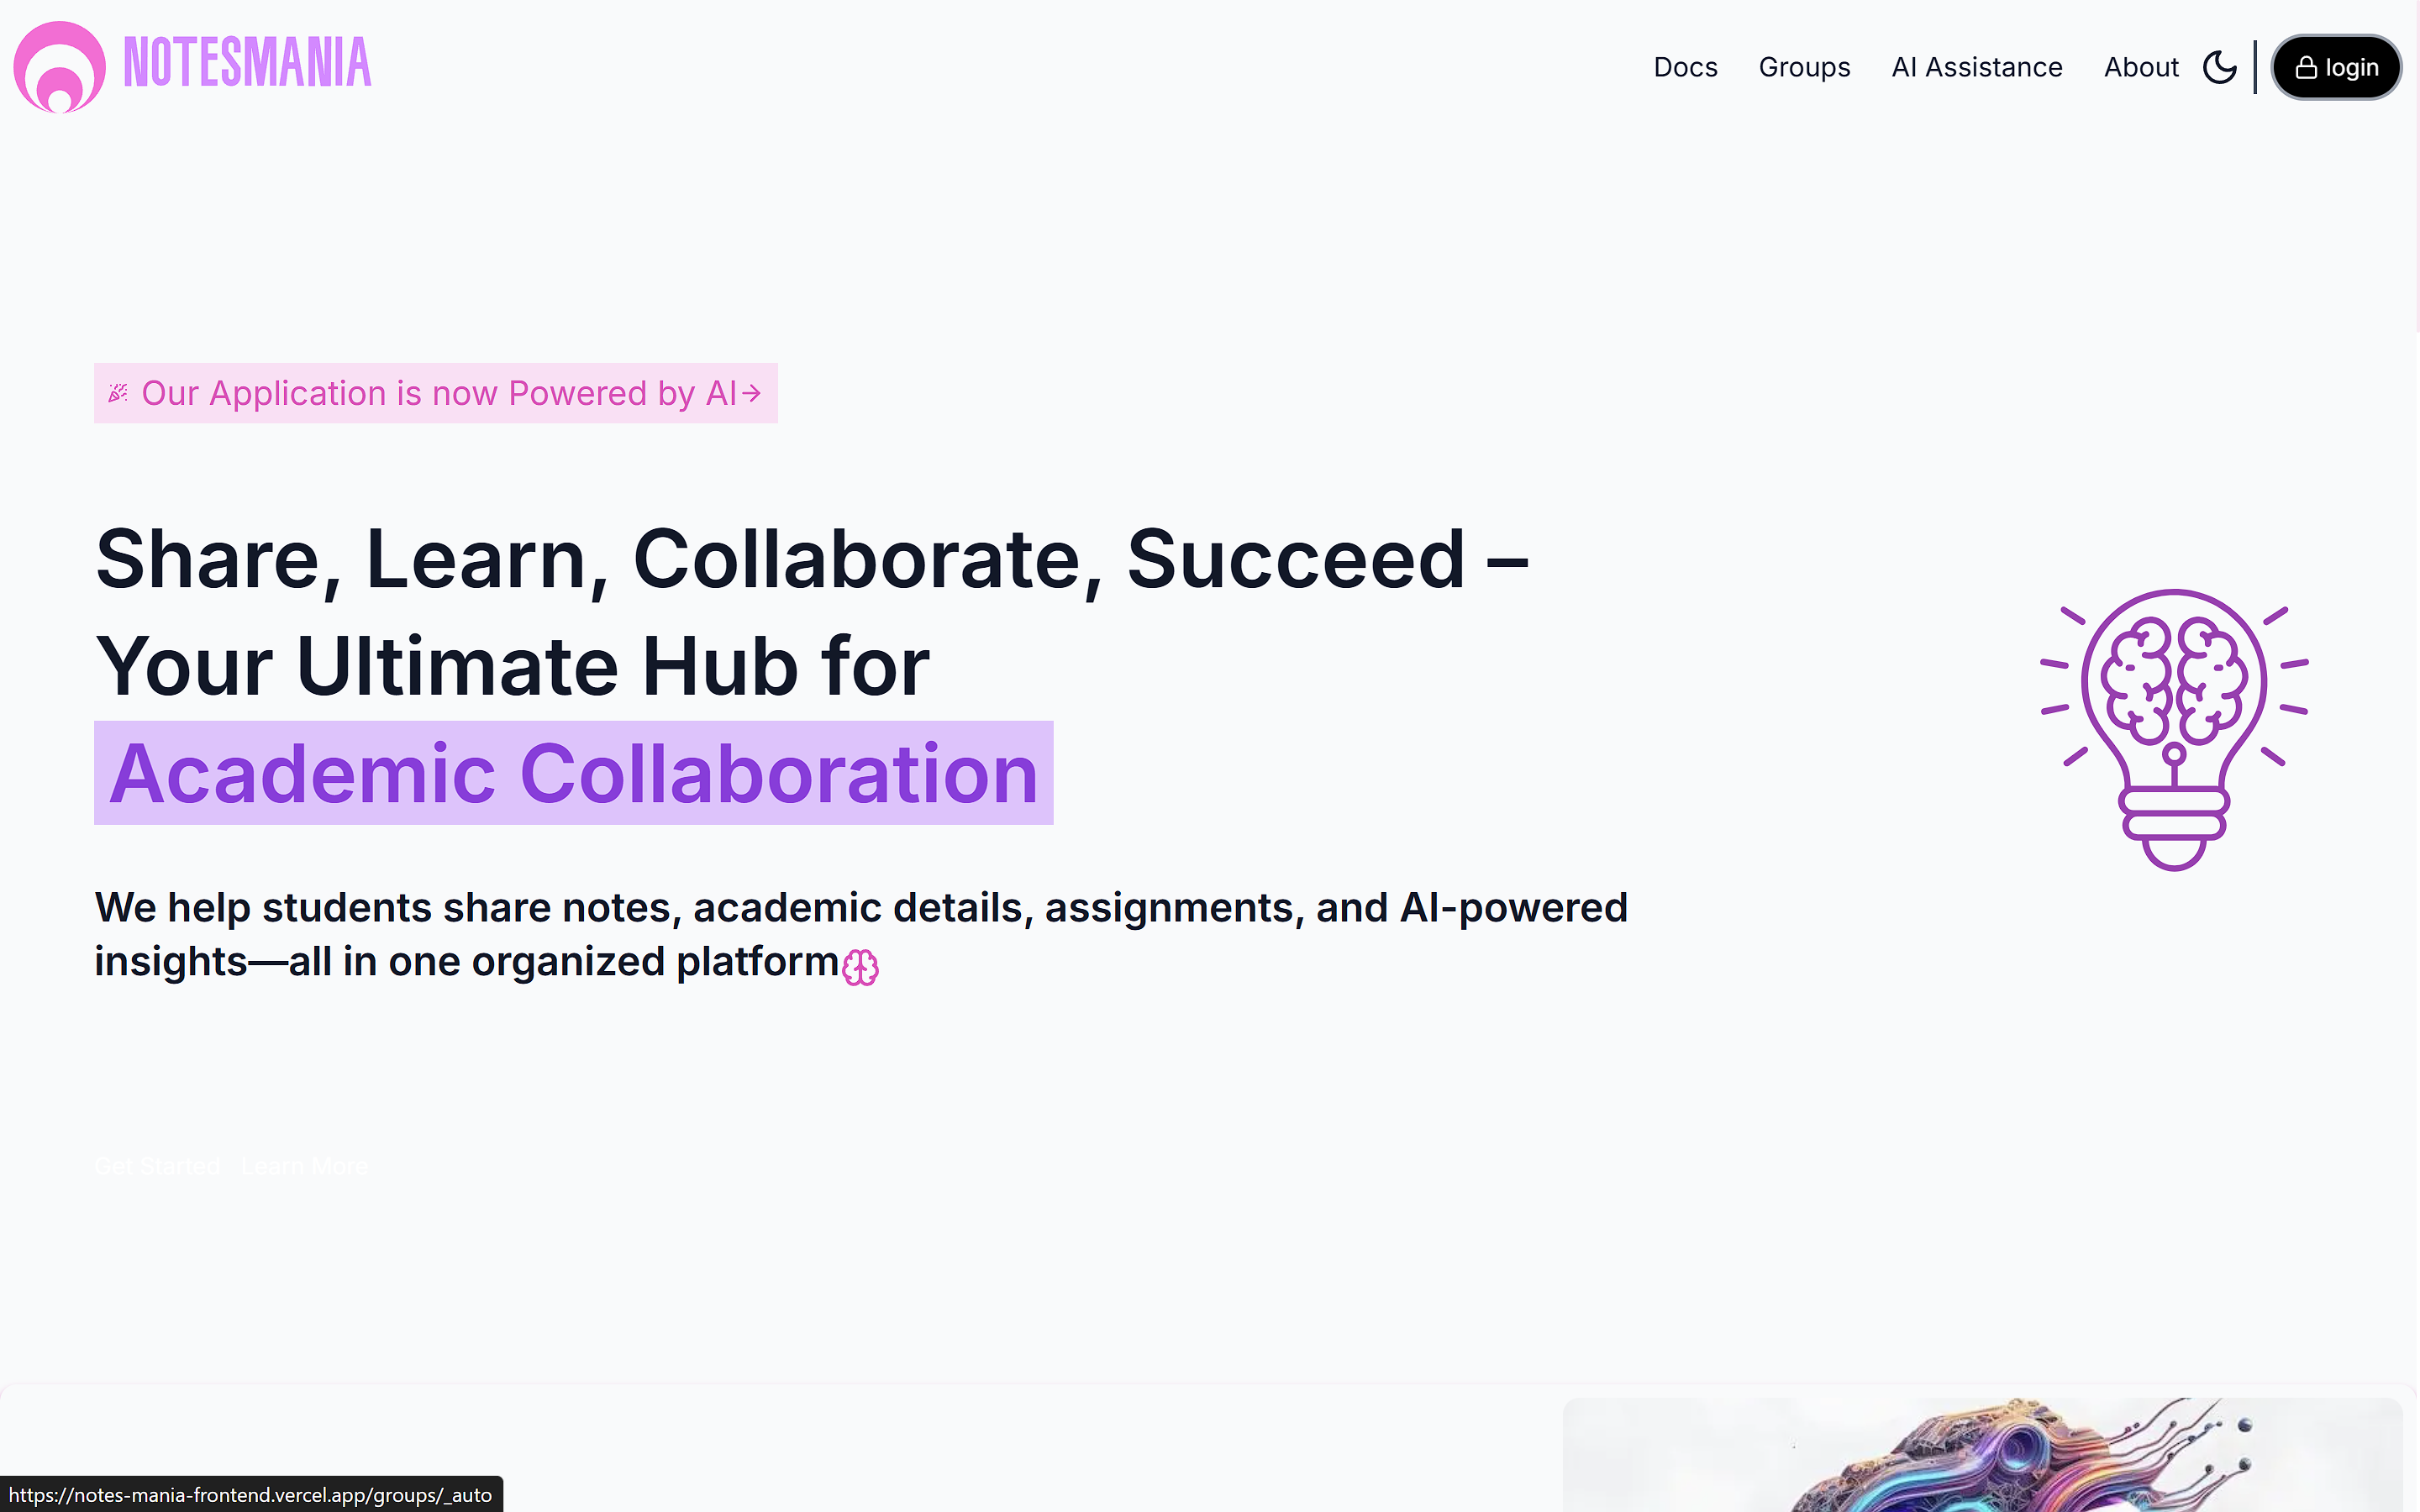 NOTESMANIA
Docs Groups AI Assistance About login
Our Application is now Powered by AI
Share, Learn, Collaborate, Succeed –
Your Ultimate Hub for
Academic Collaboration
We help students share notes, academic details, assignments, and AI-powered
insights—all in one organized platform
Get Started Learn More
https://notes-mania-frontend.vercel.app/groups/_auto